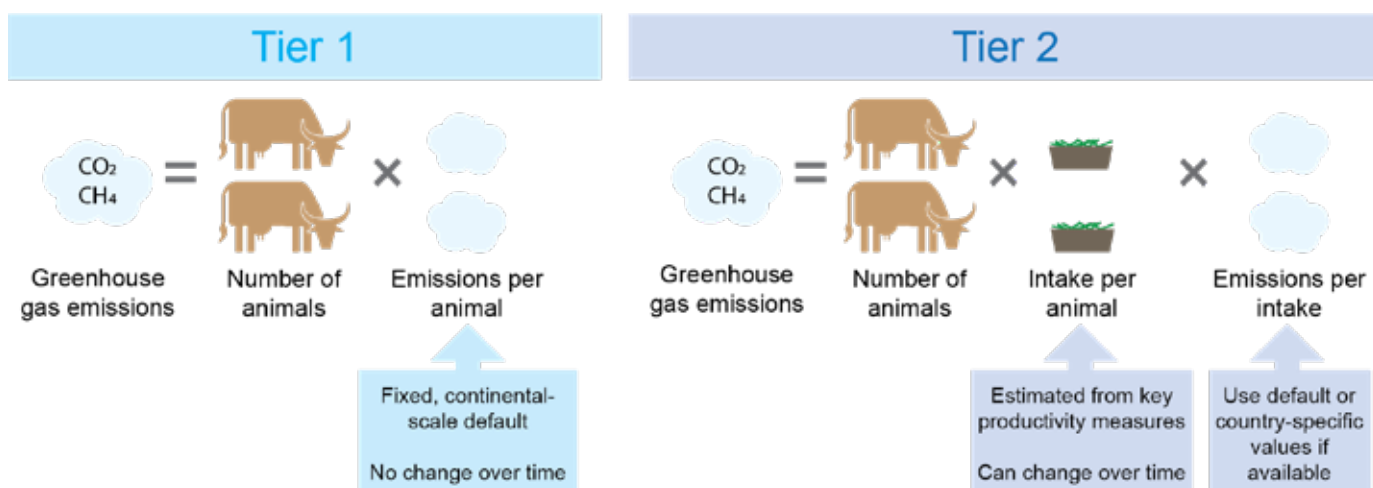 Tier 1
CO₂
CH₄
=
×
Greenhouse
gas emissions
Number of
animals
Emissions per
animal
Fixed, continental-
scale default
No change over time
Tier 2
CO₂
CH₄
=
×
×
Greenhouse
gas emissions
Number of
animals
Intake per
animal
Emissions per
intake
Estimated from key
productivity measures
Can change over time
Use default or
country-specific
values if
available